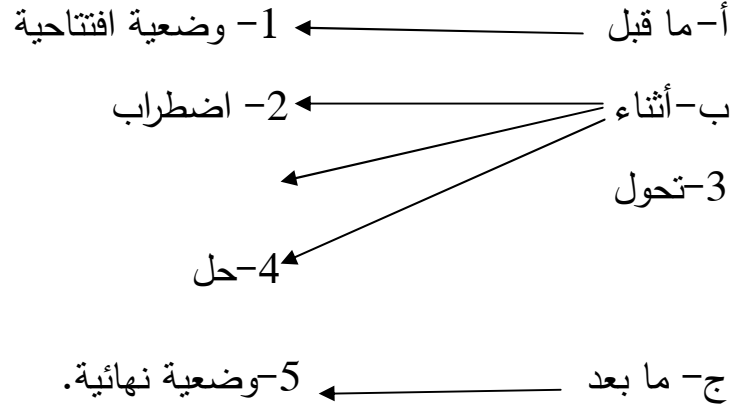 أ-ما قبل 1- وضعية افتتاحية
ب-أثناء 2- اضطراب
3-تحول
4-حل
ج- ما بعد 5-وضعية نهائية.